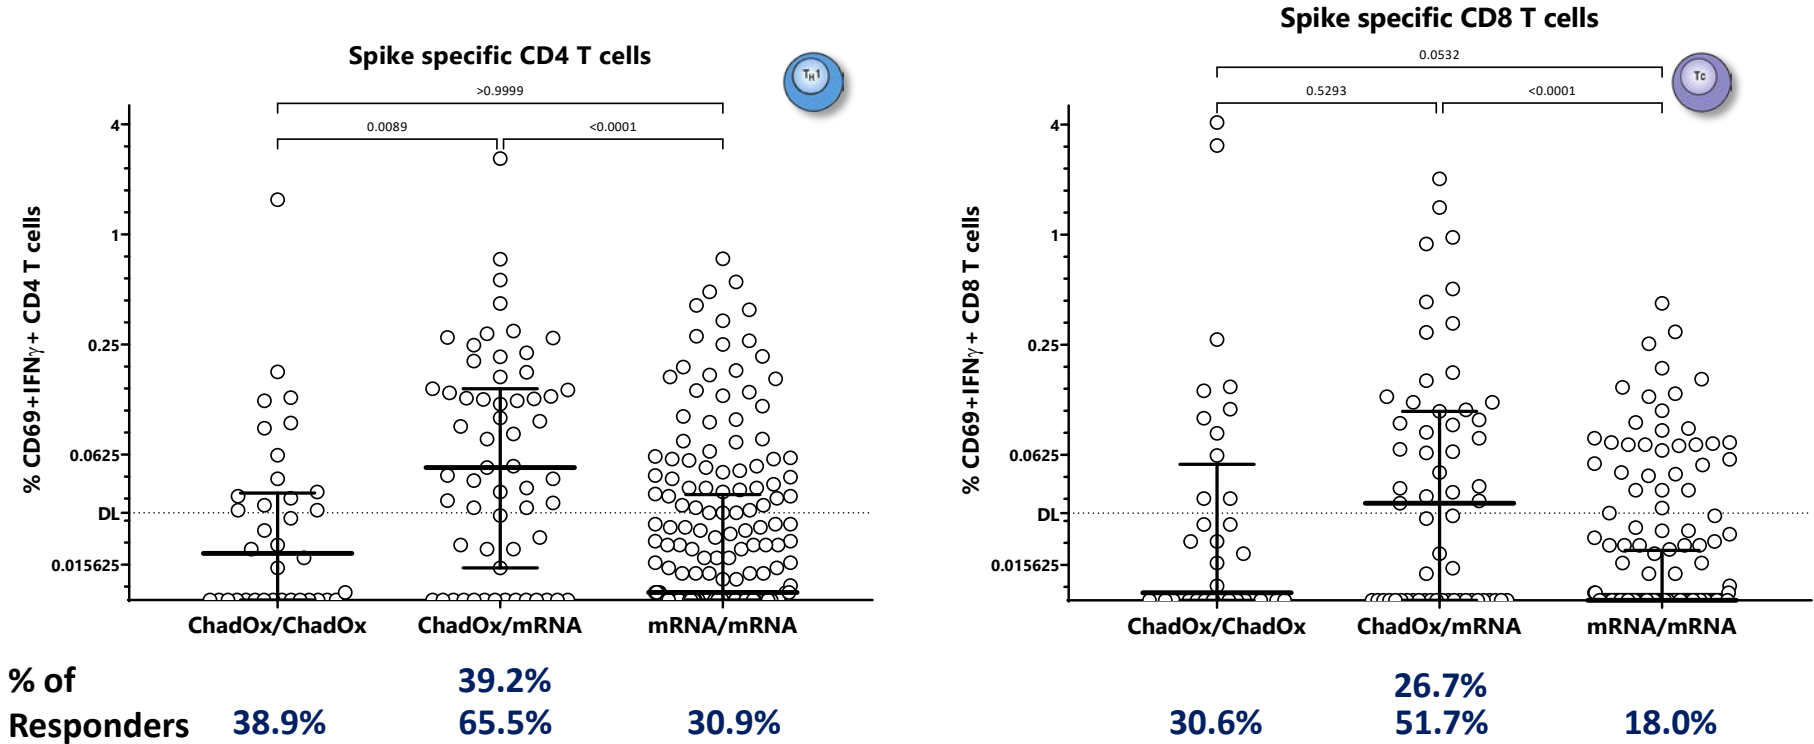 Spike specific CD4 T cells
TH1
>0.9999
0.0089
<0.0001
4
1
0.25
0.0625
DL
0.015625
% CD69+IFNγ+ CD4 T cells
ChadOx/ChadOx
ChadOx/mRNA
mRNA/mRNA
Spike specific CD8 T cells
Tc
0.0532
0.5293
<0.0001
4
1
0.25
0.0625
DL
0.015625
% CD69+IFNγ+ CD8 T cells
ChadOx/ChadOx
ChadOx/mRNA
mRNA/mRNA
% of
Responders
39.2%
38.9%
65.5%
30.9%
26.7%
30.6%
51.7%
18.0%